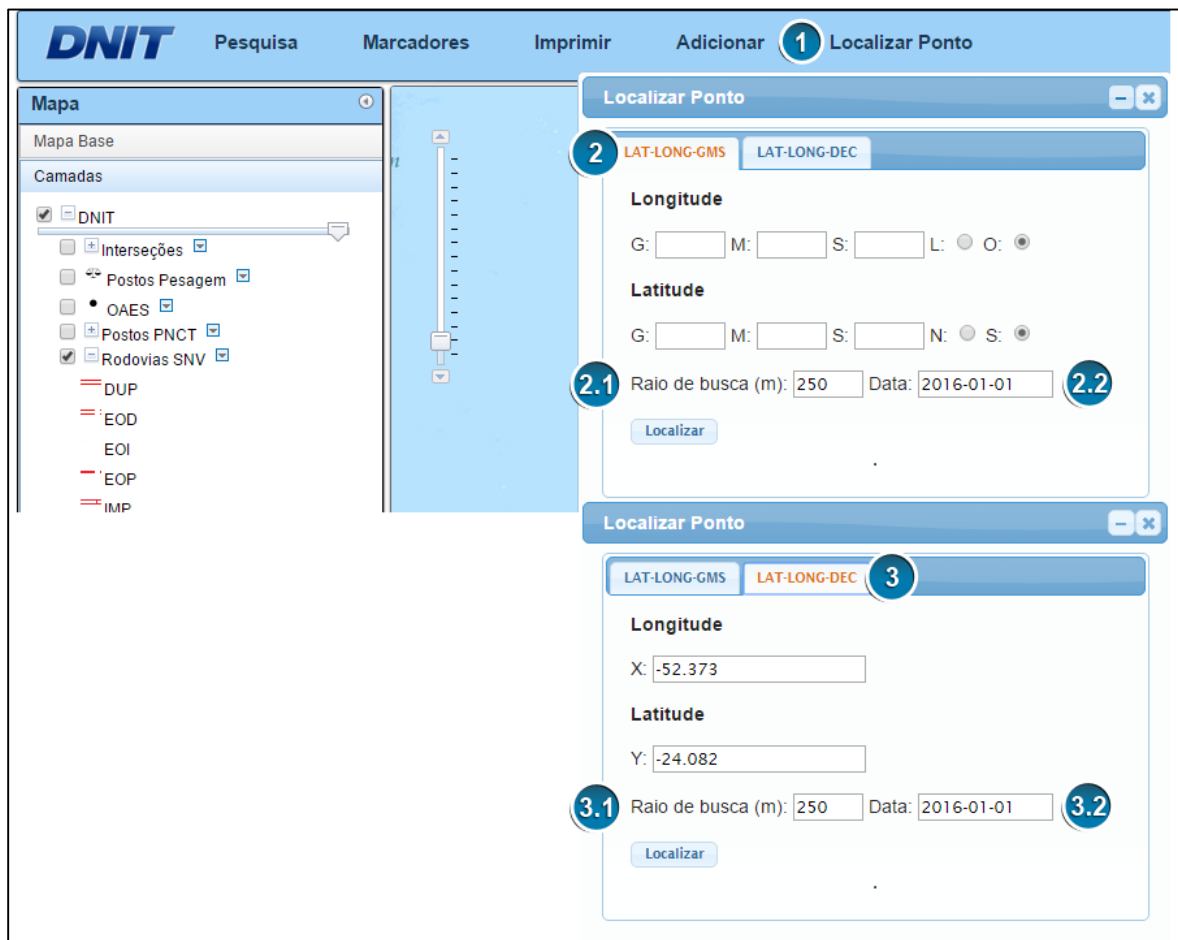 DNIT Pesquisa Marcadores Imprimir Adicionar 1 Localizar Ponto
Mapa
Mapa Base
Camadas
DNIT
Interseções
Postos Pesagem
OAES
Postos PNCT
Rodovias SNV
DUP
EOD
EOI
EOP
IMP
Localizar Ponto
2 LAT-LONG-GMS LAT-LONG-DEC
Longitude
G: M: S: L: O:
Latitude
G: M: S: N: S:
2.1 Raio de busca (m): 250 Data: 2016-01-01 2.2
Localizar
.
Localizar Ponto
LAT-LONG-GMS LAT-LONG-DEC 3
Longitude
X: -52.373
Latitude
Y: -24.082
3.1 Raio de busca (m): 250 Data: 2016-01-01 3.2
Localizar
.